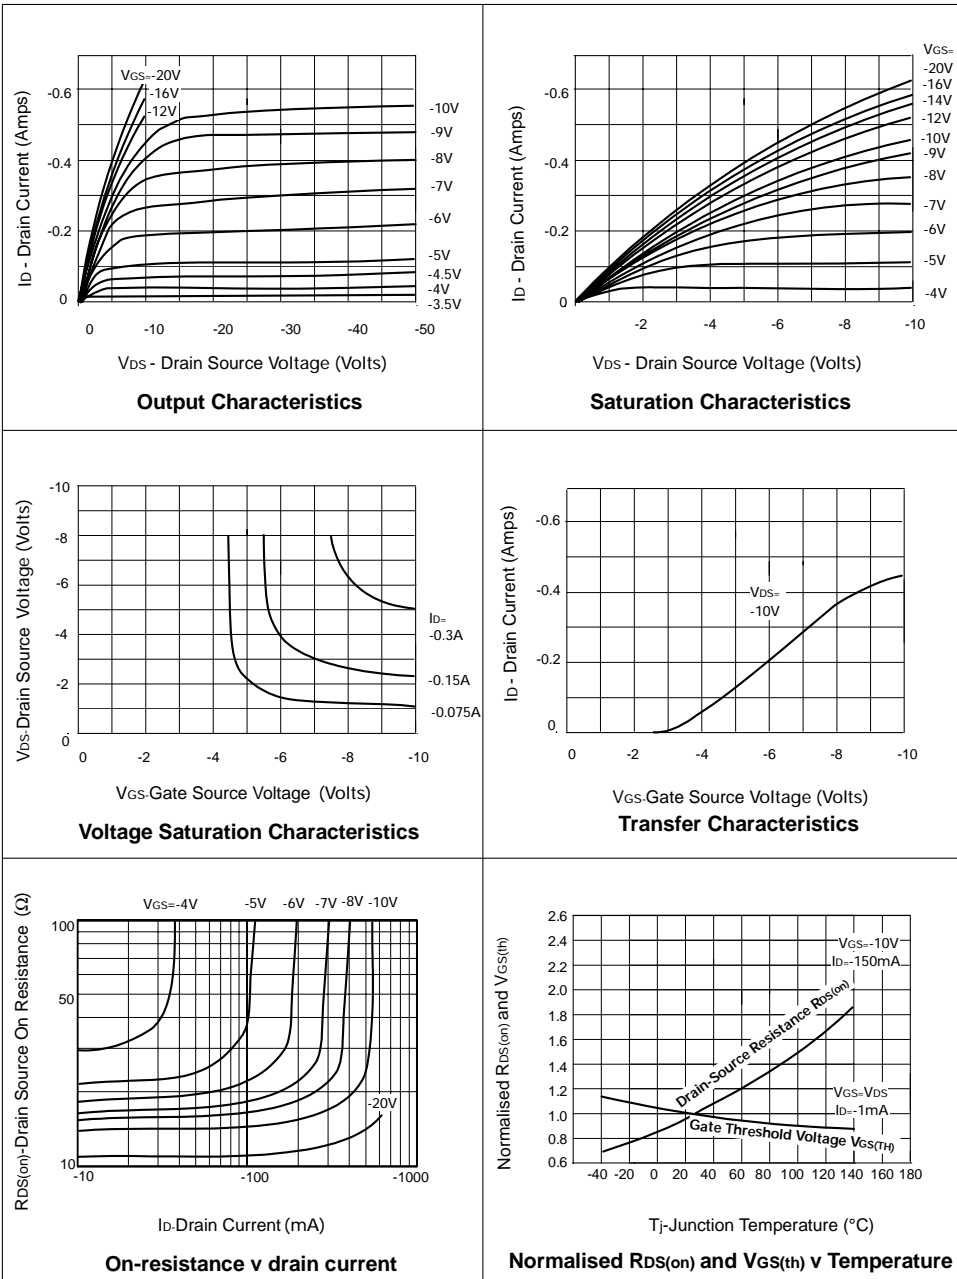 VGS=-20V
-16V
-12V
-10V
-9V
-8V
-7V
-6V
-5V
-4.5V
-4V
-3.5V
-0.6
-0.4
-0.2
0
ID - Drain Current (Amps)
0 -10 -20 -30 -40 -50
VDS - Drain Source Voltage (Volts)
Output Characteristics
VGS=
-20V
-16V
-14V
-12V
-10V
-9V
-8V
-7V
-6V
-5V
-4V
-0.6
-0.4
-0.2
0
ID - Drain Current (Amps)
-2 -4 -6 -8 -10
VDS - Drain Source Voltage (Volts)
Saturation Characteristics
-10
-8
-6
-4
-2
0
VDS-Drain Source Voltage (Volts)
ID=
-0.3A
-0.15A
-0.075A
0 -2 -4 -6 -8 -10
VGS-Gate Source Voltage (Volts)
Voltage Saturation Characteristics
-0.6
-0.4
-0.2
0
ID - Drain Current (Amps)
VDS=
-10V
0 -2 -4 -6 -8 -10
VGS-Gate Source Voltage (Volts)
Transfer Characteristics
VGS=-4V -5V -6V -7V -8V -10V
100
50
10
-20V
RDS(on)-Drain Source On Resistance (Ω)
-10 -100 -1000
ID-Drain Current (mA)
On-resistance v drain current
2.6
2.4
2.2
2.0
1.8
1.6
1.4
1.2
1.0
0.8
0.6
Normalised RDS(on) and VGS(th)
VGS=-10V
ID=-150mA
Drain-Source Resistance RDS(on)
VGS=VDS
ID=-1mA
Gate Threshold Voltage VGS(TH)
-40 -20 0 20 40 60 80 100 120 140 160 180
Tj-Junction Temperature (°C)
Normalised RDS(on) and VGS(th) v Temperature